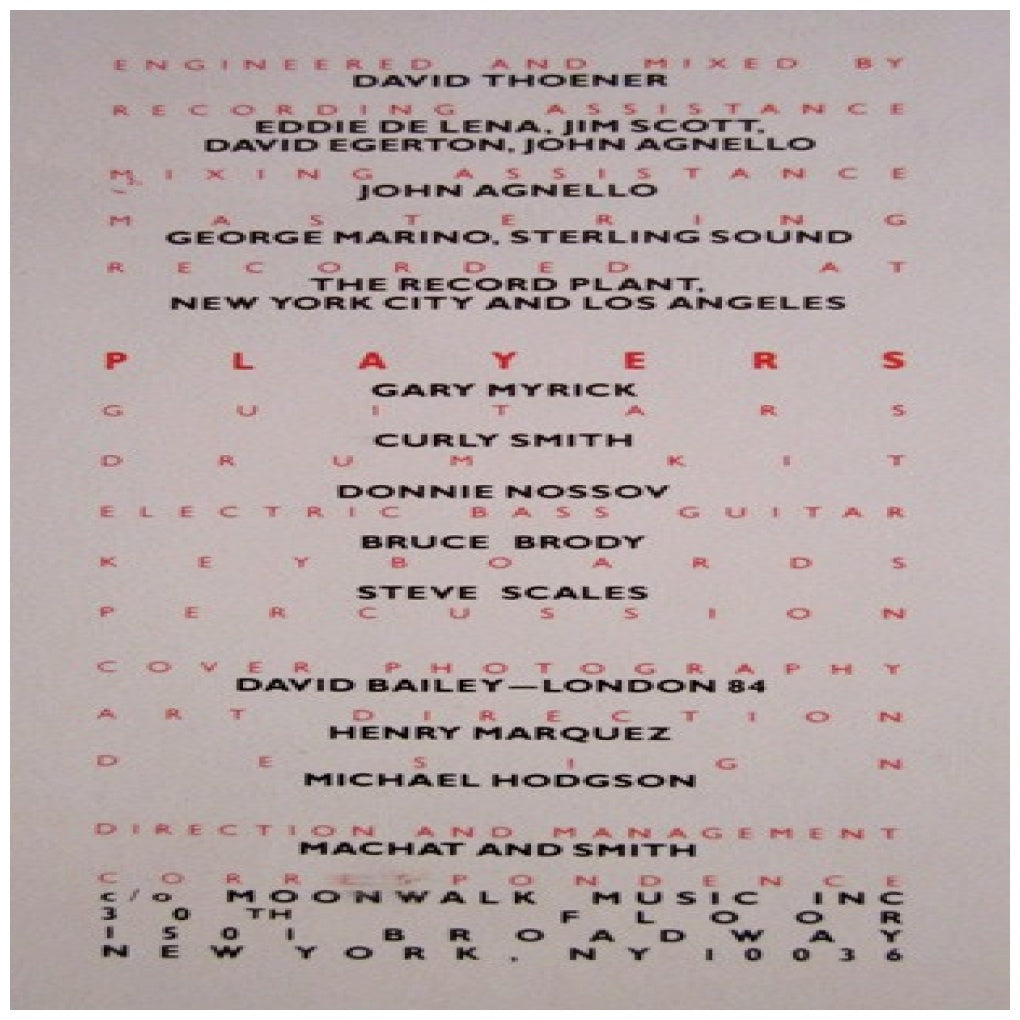 ENGINEERED AND MIXED BY
DAVID THOENER
RECORDING ASSISTANCE
EDDIE DE LENA, JIM SCOTT,
DAVID EGERTON, JOHN AGNELLO
MIXING ASSISTANCE
JOHN AGNELLO
MASTERING
GEORGE MARINO, STERLING SOUND
RECORDED AT
THE RECORD PLANT,
NEW YORK CITY AND LOS ANGELES
PLAYERS
GARY MYRICK
GUITARS
CURLY SMITH
DRUM KIT
DONNIE NOSSOV
ELECTRIC BASS GUITAR
BRUCE BRODY
KEYBOARDS
STEVE SCALES
PERCUSSION
COVER PHOTOGRAPHY
DAVID BAILEY—LONDON 84
ART DIRECTION
HENRY MARQUEZ
DESIGN
MICHAEL HODGSON
DIRECTION AND MANAGEMENT
MACHAT AND SMITH
CORRESPONDENCE
c/o MOONWALK MUSIC INC
30TH FLOOR
1501 BROADWAY
NEW YORK, NY 10036